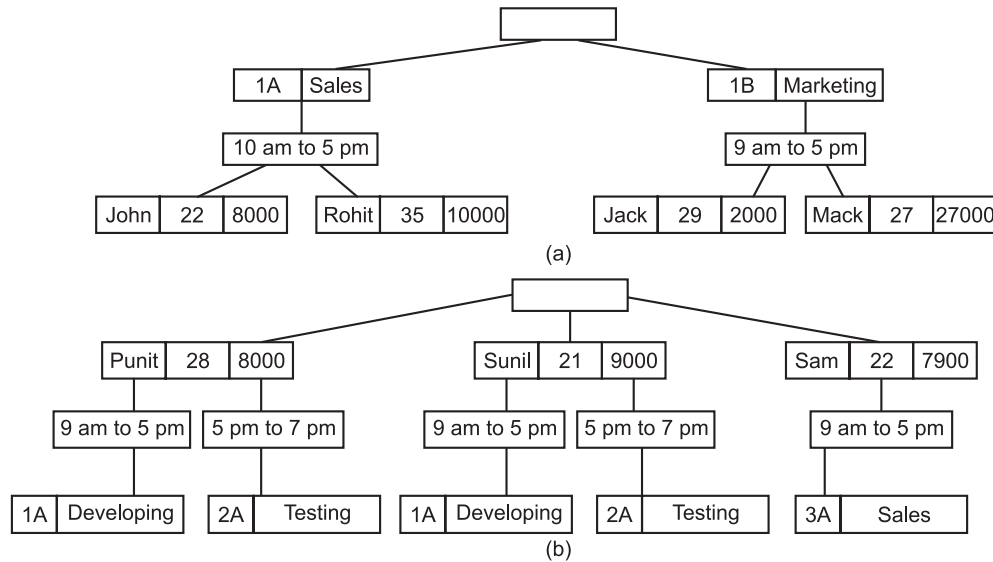 1A Sales 1B Marketing
10 am to 5 pm 9 am to 5 pm
John 22 8000 Rohit 35 10000 Jack 29 2000 Mack 27 27000
(a)
Punit 28 8000 Sunil 21 9000 Sam 22 7900
9 am to 5 pm 5 pm to 7 pm 9 am to 5 pm 5 pm to 7 pm 9 am to 5 pm
1A Developing 2A Testing 1A Developing 2A Testing 3A Sales
(b)